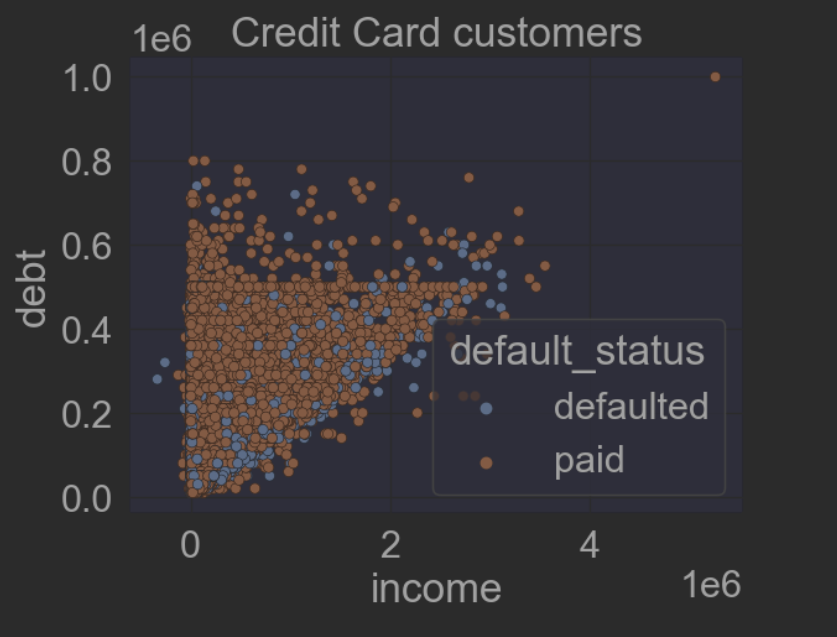 Credit Card customers
1e6
1.0
0.8
0.6
0.4
0.2
0.0
debt
default_status
defaulted
paid
0 2 4
income
1e6